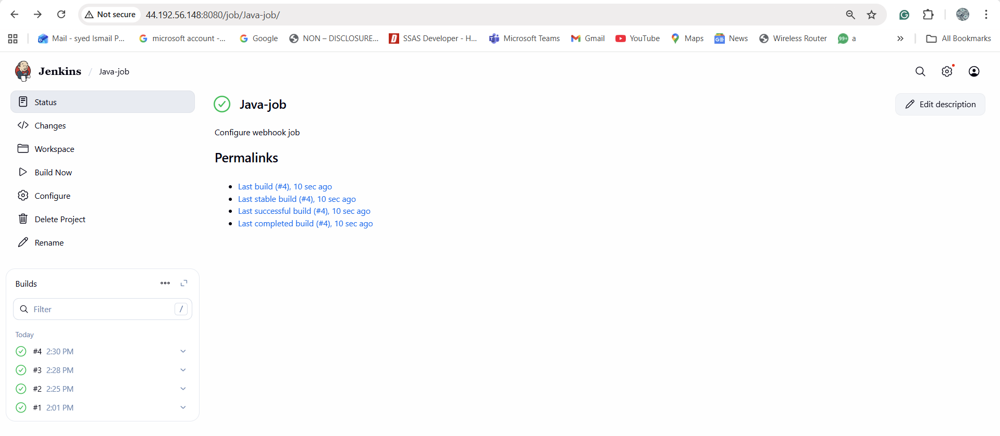 Not secure 44.192.56.148:8080/job/Java-job/
Mail - syed Ismail P... microsoft account -... Google NON – DISCLOSURE... SSAS Developer - H... Microsoft Teams Gmail YouTube Maps News Wireless Router 99+ a » All Bookmarks
Jenkins / Java-job
Status
Changes
Workspace
Build Now
Configure
Delete Project
Rename
Builds
Filter /
Today
#4 2:30 PM
#3 2:28 PM
#2 2:25 PM
#1 2:01 PM
Java-job
Edit description
Configure webhook job
Permalinks
Last build (#4), 10 sec ago
Last stable build (#4), 10 sec ago
Last successful build (#4), 10 sec ago
Last completed build (#4), 10 sec ago